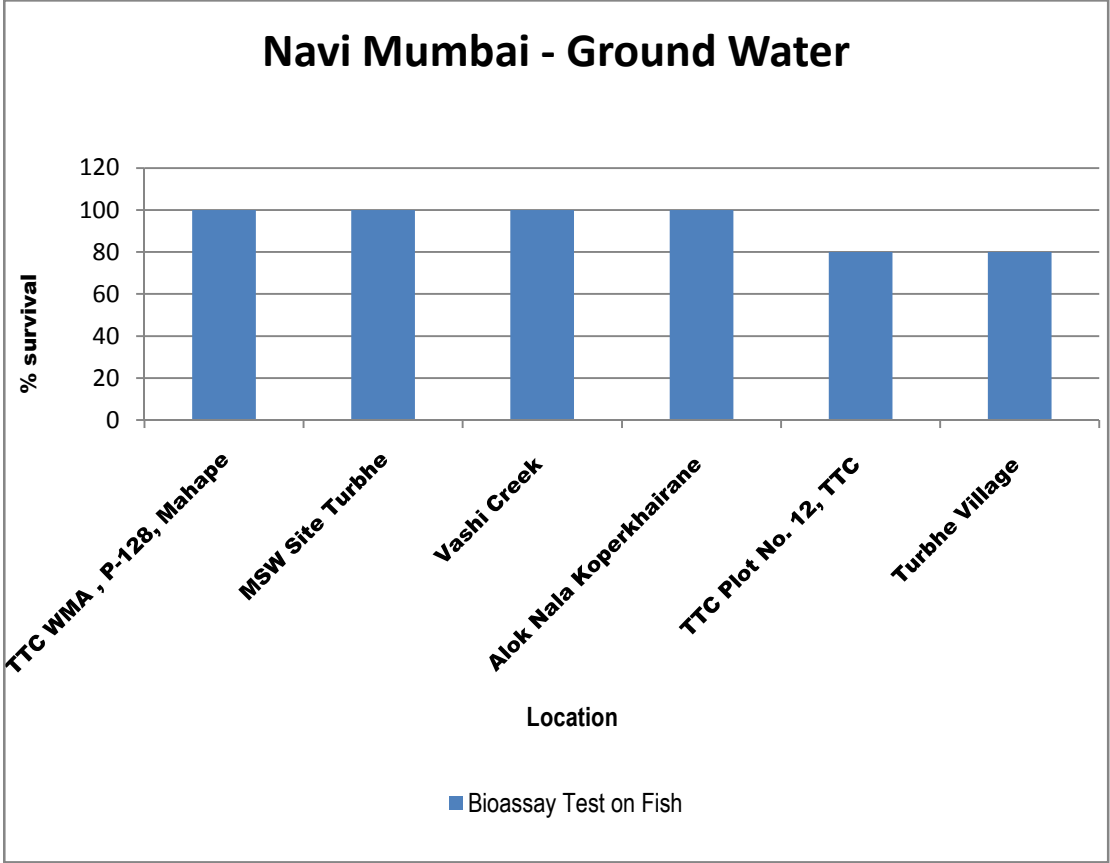 Navi Mumbai - Ground Water
120
100
80
60
40
20
0
% survival
TTC WMA , P-128, Mahape
MSW Site Turbhe
Vashi Creek
Alok Nala Koperkhairane
TTC Plot No. 12, TTC
Turbhe Village
Location
Bioassay Test on Fish